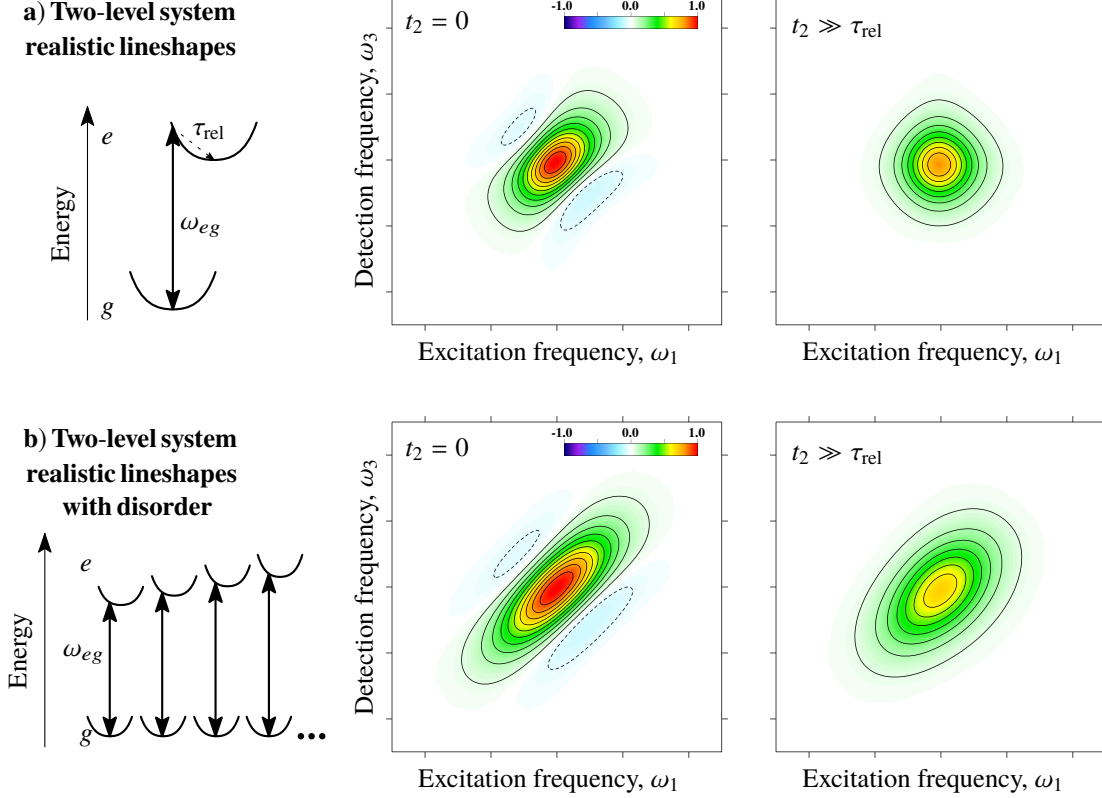 a) Two-level system
realistic lineshapes
Energy
e
τrel
ωeg
g
t2 = 0
-1.0 0.0 1.0
Detection frequency, ω3
Excitation frequency, ω1
t2 ≫ τrel
Excitation frequency, ω1
b) Two-level system
realistic lineshapes
with disorder
Energy
e
ωeg
g
...
t2 = 0
-1.0 0.0 1.0
Detection frequency, ω3
Excitation frequency, ω1
t2 ≫ τrel
Excitation frequency, ω1